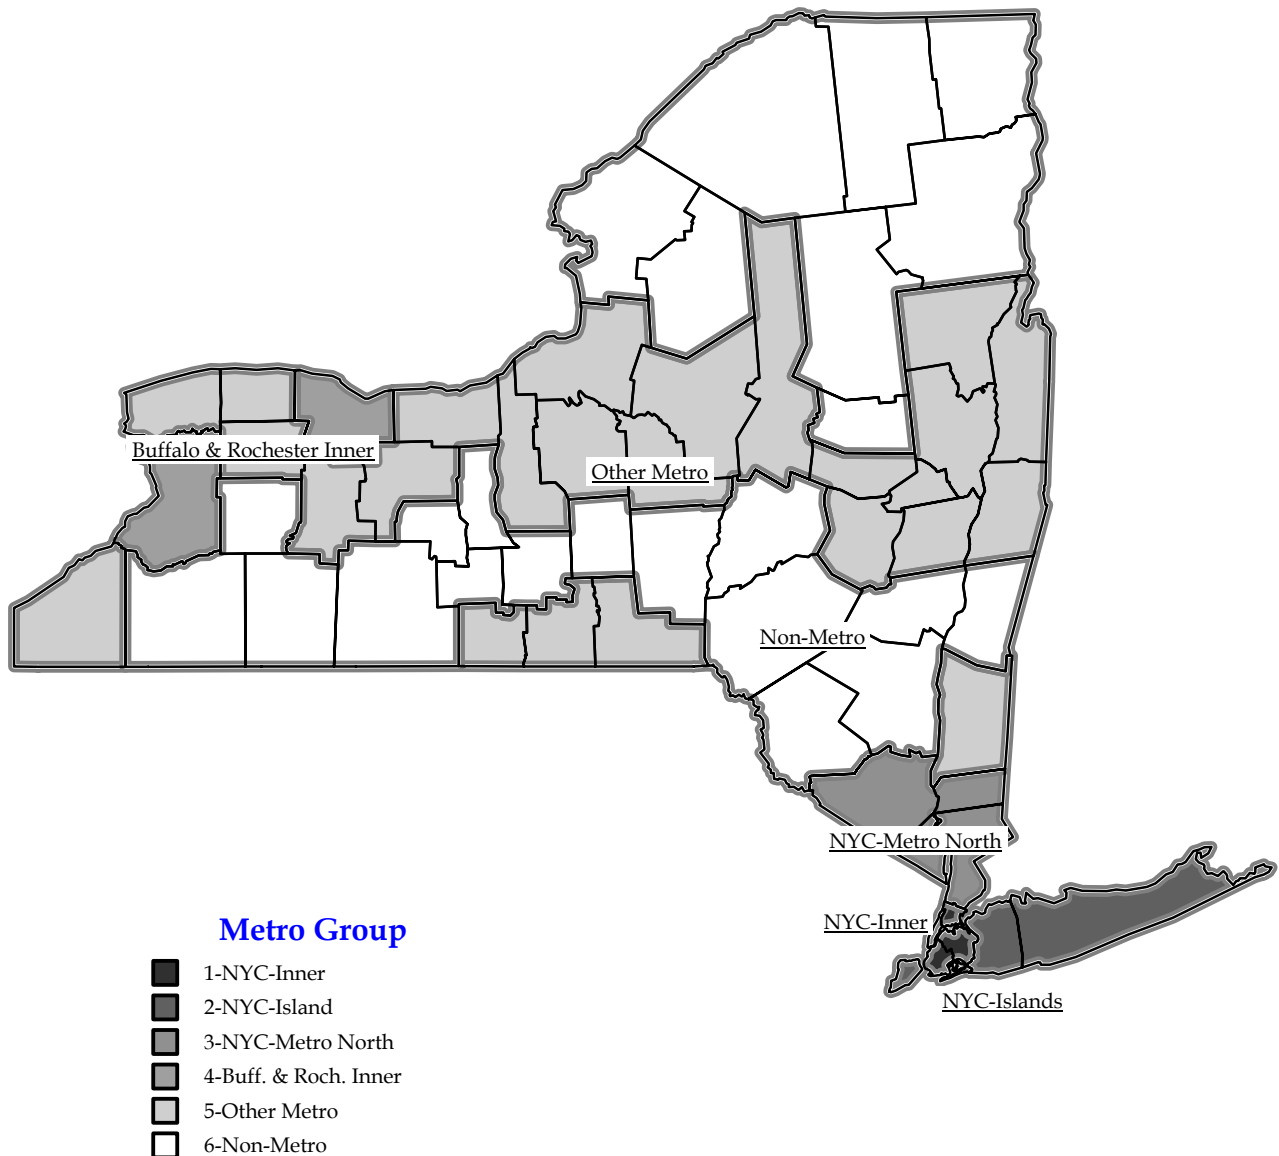 Buffalo & Rochester Inner
Other Metro
Non-Metro
NYC-Metro North
NYC-Inner
NYC-Islands
Metro Group
1-NYC-Inner
2-NYC-Island
3-NYC-Metro North
4-Buff. & Roch. Inner
5-Other Metro
6-Non-Metro